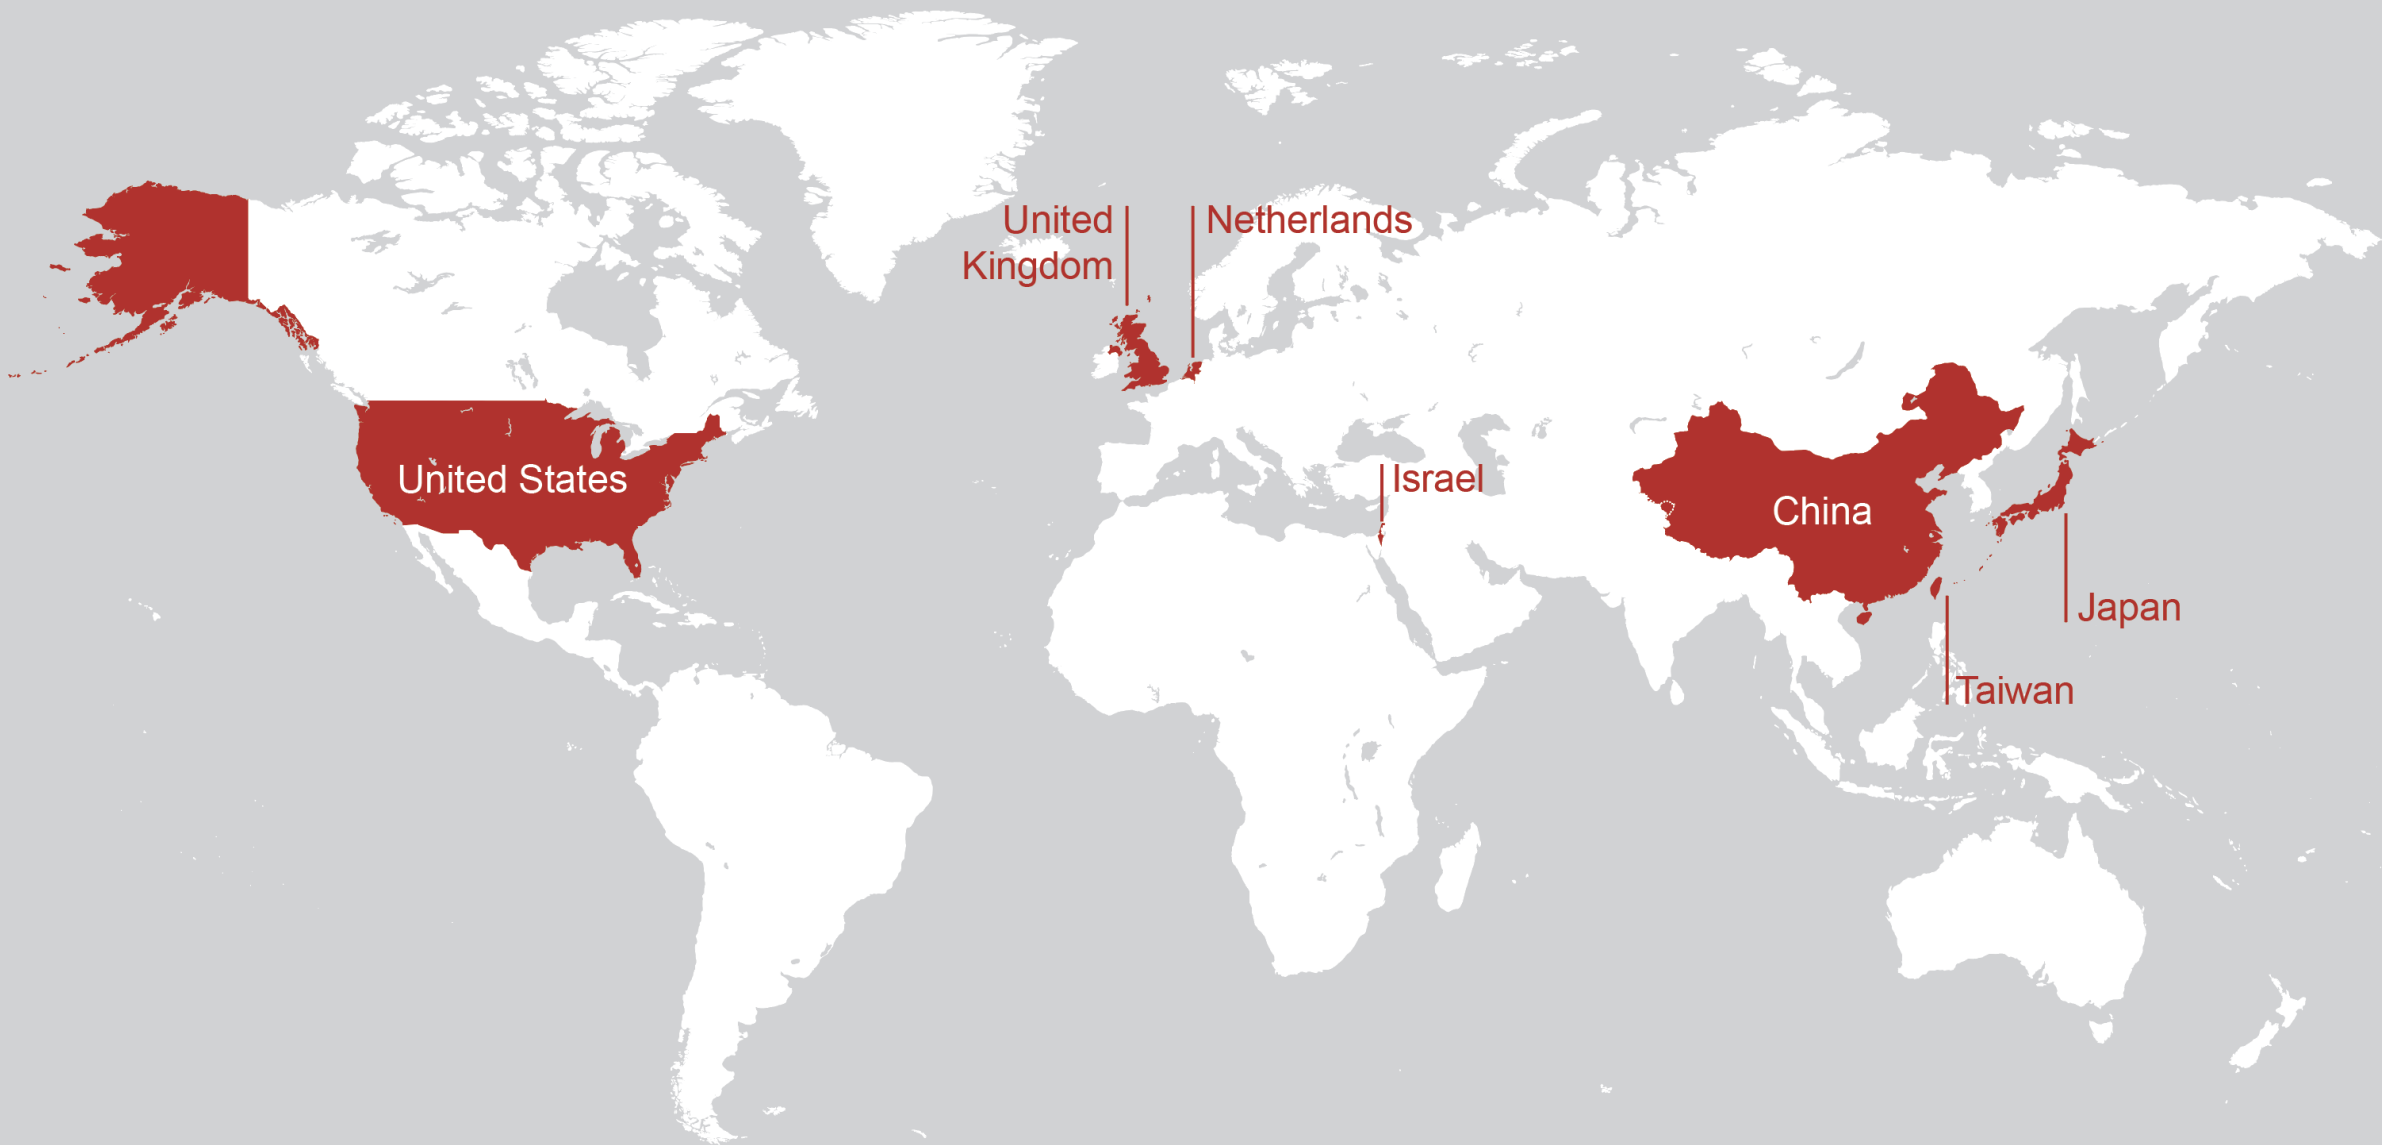 United
Kingdom
Netherlands
United States
Israel
China
Japan
Taiwan